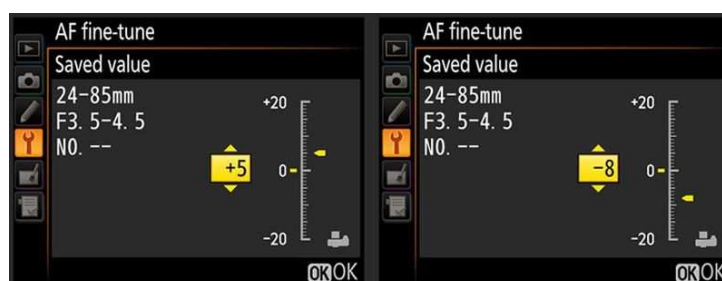 AF fine-tune
Saved value
24-85mm
F3. 5-4. 5
NO. --
+20
+5
0
-20
OK OK
AF fine-tune
Saved value
24-85mm
F3. 5-4. 5
NO. --
+20
-8
0
-20
OK OK